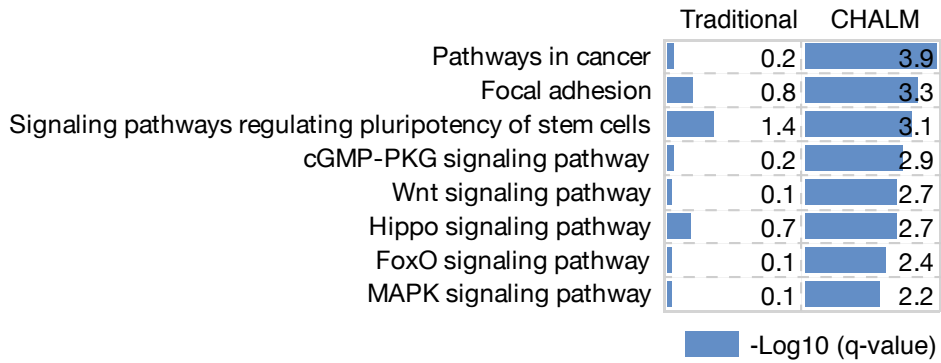 Traditional CHALM
Pathways in cancer 0.2 3.9
Focal adhesion 0.8 3.3
Signaling pathways regulating pluripotency of stem cells 1.4 3.1
cGMP-PKG signaling pathway 0.2 2.9
Wnt signaling pathway 0.1 2.7
Hippo signaling pathway 0.7 2.7
FoxO signaling pathway 0.1 2.4
MAPK signaling pathway 0.1 2.2
-Log10 (q-value)